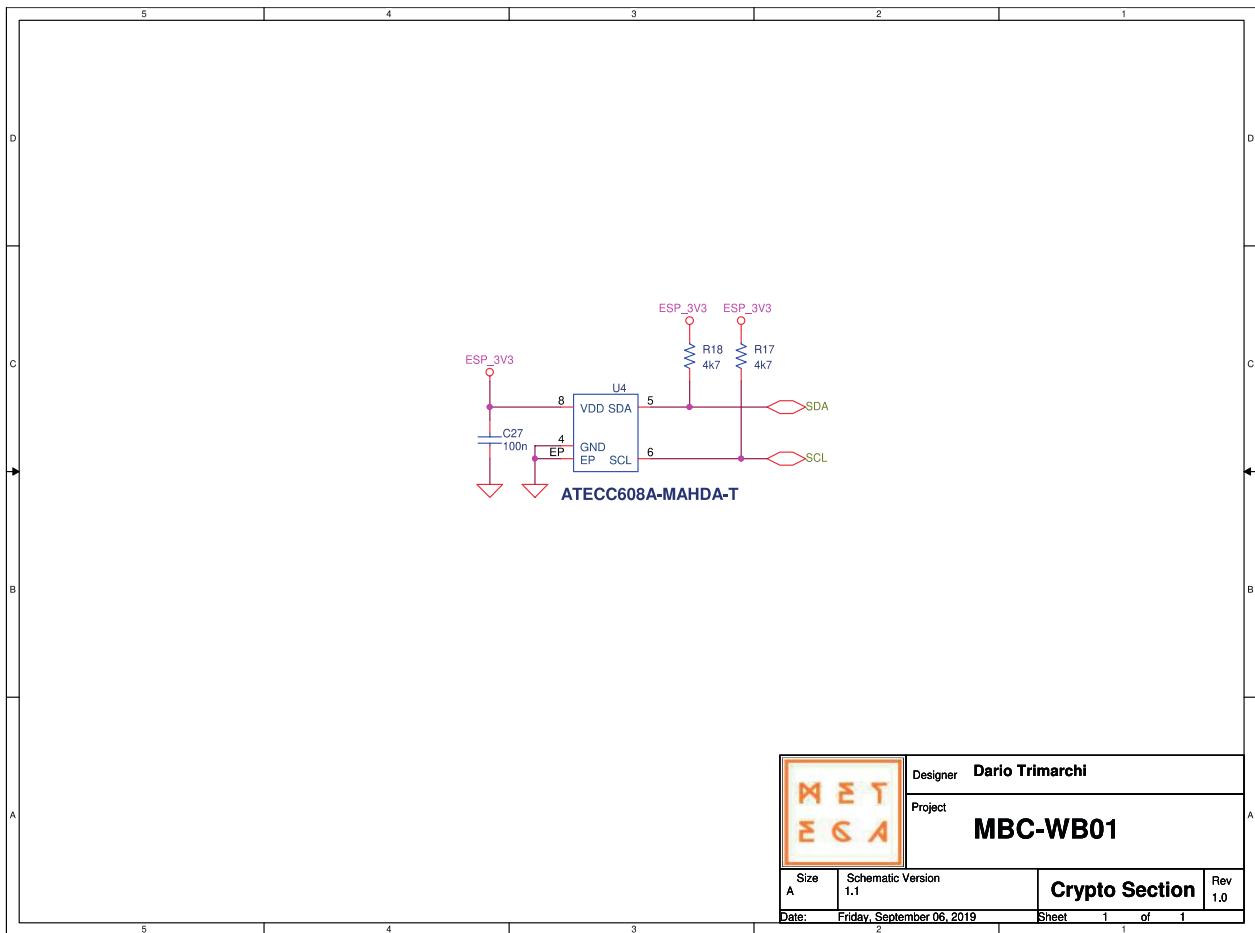 5 4 3 2 1
D D
ESP_3V3 ESP_3V3
R18 R17
4k7 4k7
C C
ESP_3V3
U4
8 VDD SDA 5 SDA
C27
100n
4 GND
EP EP SCL 6 SCL
ATECC608A-MAHDA-T
B B
MET
EGA
Designer Dario Trimarchi
Project
MBC-WB01
A A
Size Schematic Version
A 1.1
Crypto Section
Rev
1.0
Date: Friday, September 06, 2019 Sheet 1 of 1
5 4 3 2 1